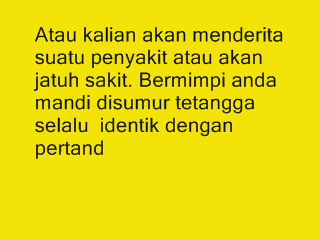 Atau kalian akan menderita
suatu penyakit atau akan
jatuh sakit. Bermimpi anda
mandi disumur tetangga
selalu  identik dengan
pertand